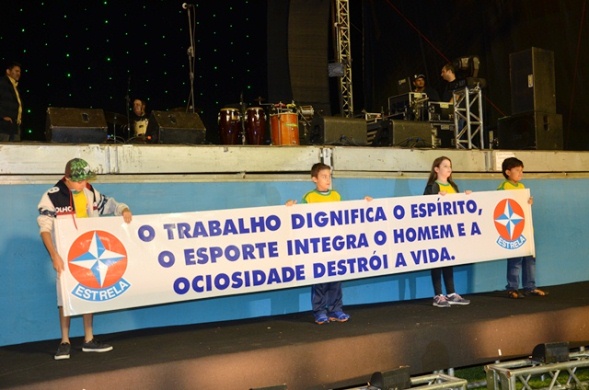 O TRABALHO DIGNIFICA O ESPÍRITO,
O ESPORTE INTEGRA O HOMEM E A
OCIOSIDADE DESTRÓI A VIDA.
ESTRELA
ESTRELA